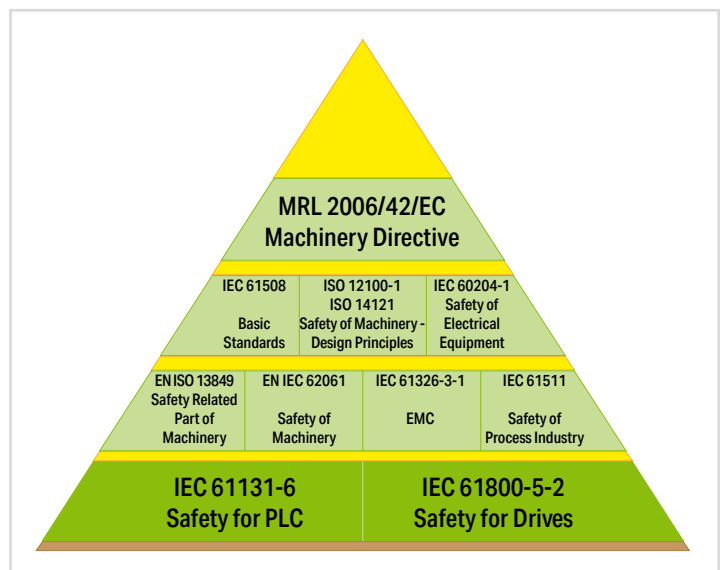 MRL 2006/42/EC
Machinery Directive
IEC 61508
Basic
Standards
ISO 12100-1
ISO 14121
Safety of Machinery -
Design Principles
IEC 60204-1
Safety of
Electrical
Equipment
EN ISO 13849
Safety Related
Part of
Machinery
EN IEC 62061
Safety of
Machinery
IEC 61326-3-1
EMC
IEC 61511
Safety of
Process Industry
IEC 61131-6
Safety for PLC
IEC 61800-5-2
Safety for Drives